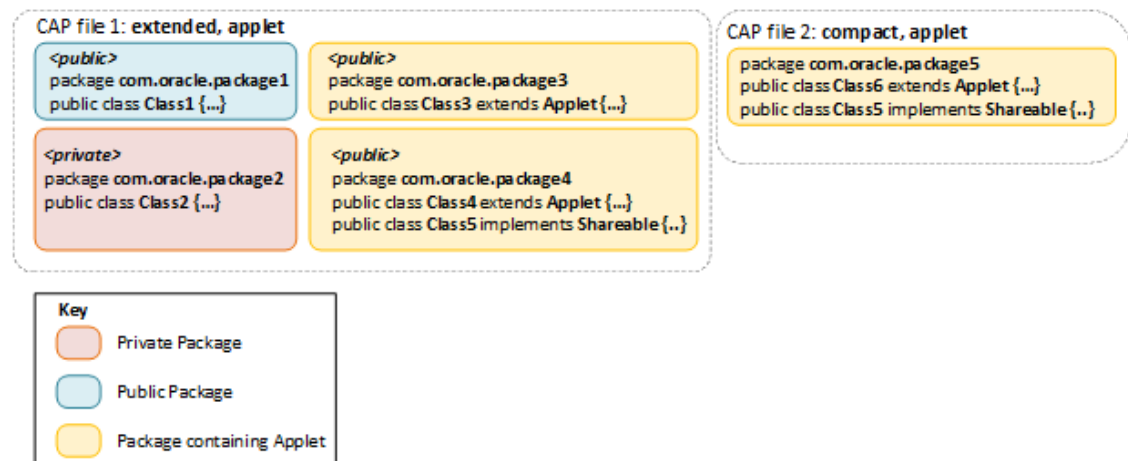 CAP file 1: extended, applet
<public>
package com.oracle.package1
public class Class1 {...}
<public>
package com.oracle.package3
public class Class3 extends Applet {...}
<private>
package com.oracle.package2
public class Class2 {...}
<public>
package com.oracle.package4
public class Class4 extends Applet {...}
public class Class5 implements Shareable {..}
CAP file 2: compact, applet
package com.oracle.package5
public class Class6 extends Applet {...}
public class Class5 implements Shareable {..}
Key
Private Package
Public Package
Package containing Applet